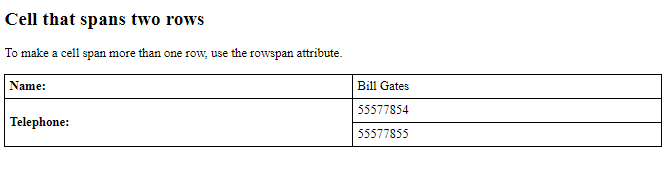 Cell that spans two rows
To make a cell span more than one row, use the rowspan attribute.
Name: Bill Gates
Telephone: 55577854
55577855